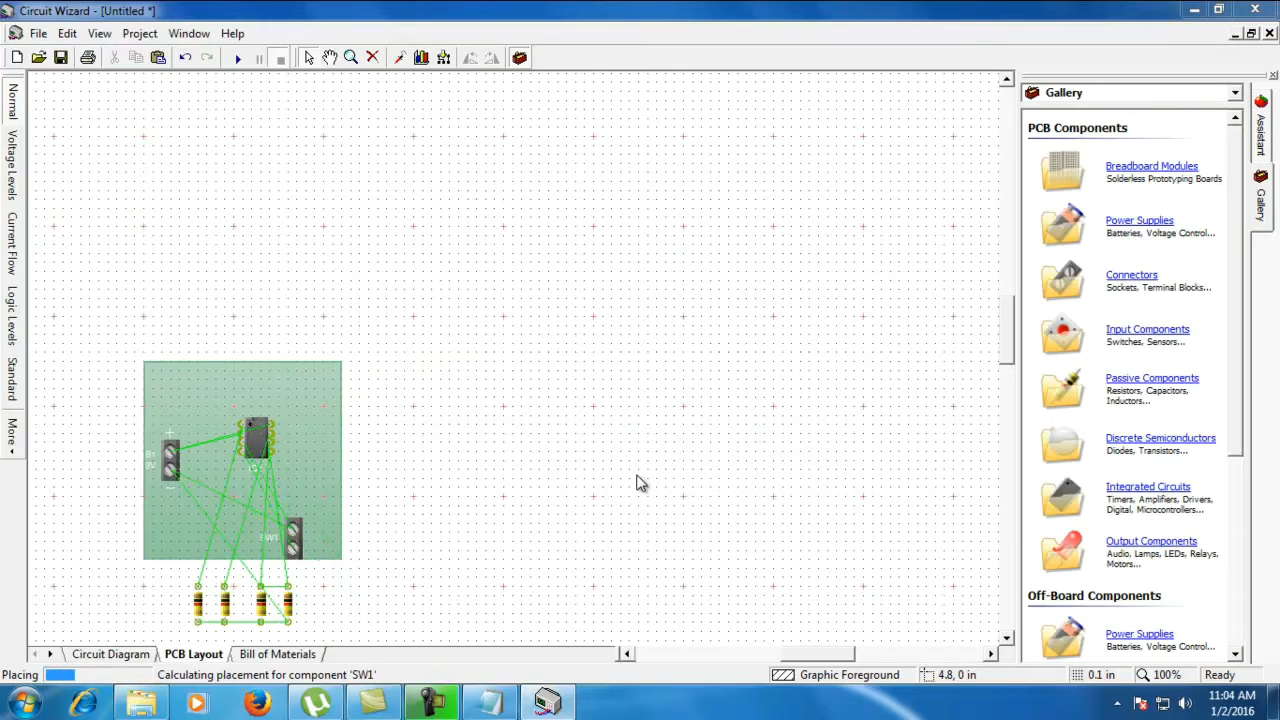 Circuit Wizard - [Untitled *]
File Edit View Project Window Help
Normal
Voltage Levels
Current Flow
Logic Levels
Standard
More
B1
9V
SW1
Gallery
PCB Components
Breadboard Modules
Solderless Prototyping Boards
Power Supplies
Batteries, Voltage Control...
Connectors
Sockets, Terminal Blocks...
Input Components
Switches, Sensors...
Passive Components
Resistors, Capacitors,
Inductors...
Discrete Semiconductors
Diodes, Transistors...
Integrated Circuits
Timers, Amplifiers, Drivers,
Digital, Microcontrollers...
Output Components
Audio, Lamps, LEDs, Relays,
Motors...
Off-Board Components
Power Supplies
Batteries, Voltage Control...
Assistant
Gallery
Circuit Diagram PCB Layout Bill of Materials
Placing Calculating placement for component 'SW1' Graphic Foreground 4.8, 0 in 0.1 in 100% Ready
11:04 AM
1/2/2016